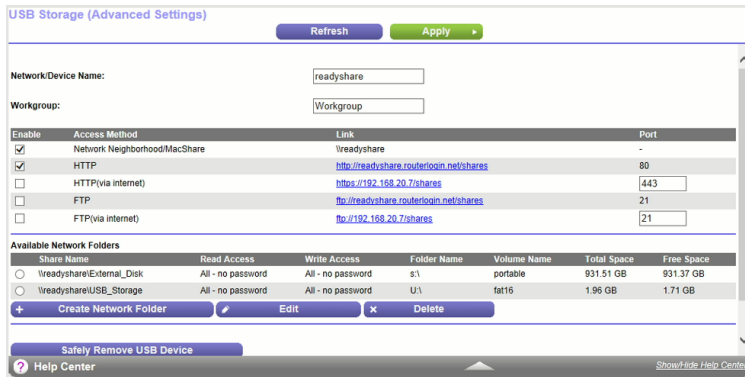 USB Storage (Advanced Settings)
Refresh
Apply
Network/Device Name:
readyshare
Workgroup:
Workgroup
Enable Access Method Link Port
Network Neighborhood/MacShare \\readyshare -
HTTP http://readyshare.routerlogin.net/shares 80
HTTP(via internet) https://192.168.20.7/shares 443
FTP ftp://readyshare.routerlogin.net/shares 21
FTP(via internet) ftp://192.168.20.7/shares 21
Available Network Folders
Share Name Read Access Write Access Folder Name Volume Name Total Space Free Space
\\readyshare\External_Disk All - no password All - no password s:\ portable 931.51 GB 931.37 GB
\\readyshare\USB_Storage All - no password All - no password U:\ fat16 1.96 GB 1.71 GB
+ Create Network Folder Edit x Delete
Safely Remove USB Device
? Help Center Show/Hide Help Center